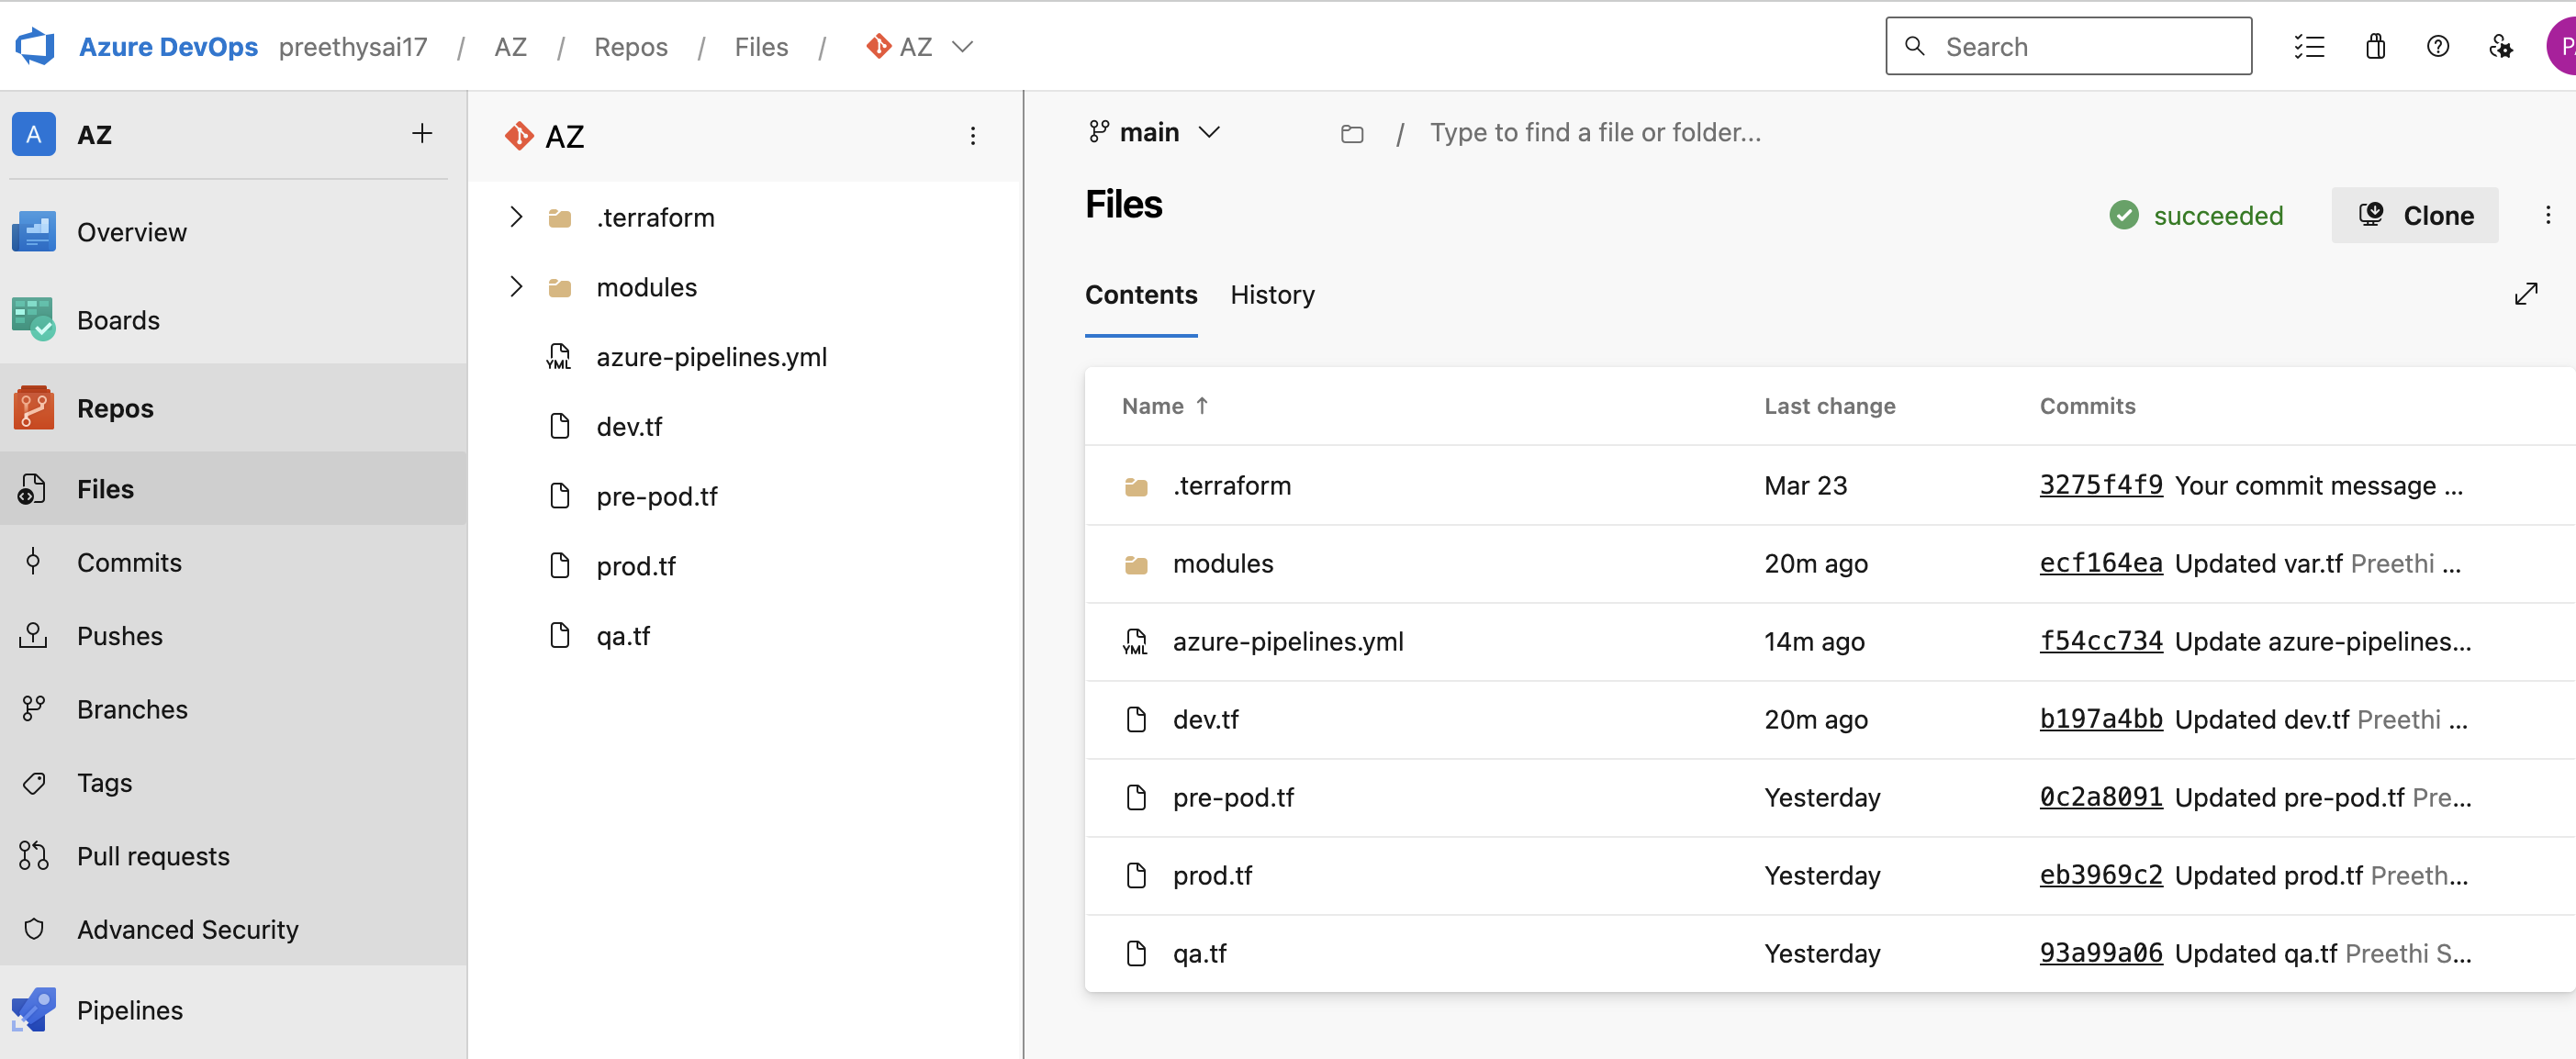 Azure DevOps preethysai17 / AZ / Repos / Files / AZ
Search
A AZ
Overview
Boards
Repos
Files
Commits
Pushes
Branches
Tags
Pull requests
Advanced Security
Pipelines
AZ
.terraform
modules
YML azure-pipelines.yml
dev.tf
pre-pod.tf
prod.tf
qa.tf
main / Type to find a file or folder...
Files
succeeded Clone
Contents History
Name ↑ Last change Commits
.terraform Mar 23 3275f4f9 Your commit message ...
modules 20m ago ecf164ea Updated var.tf Preethi ...
YML azure-pipelines.yml 14m ago f54cc734 Update azure-pipelines...
dev.tf 20m ago b197a4bb Updated dev.tf Preethi ...
pre-pod.tf Yesterday 0c2a8091 Updated pre-pod.tf Pre...
prod.tf Yesterday eb3969c2 Updated prod.tf Preeth...
qa.tf Yesterday 93a99a06 Updated qa.tf Preethi S...